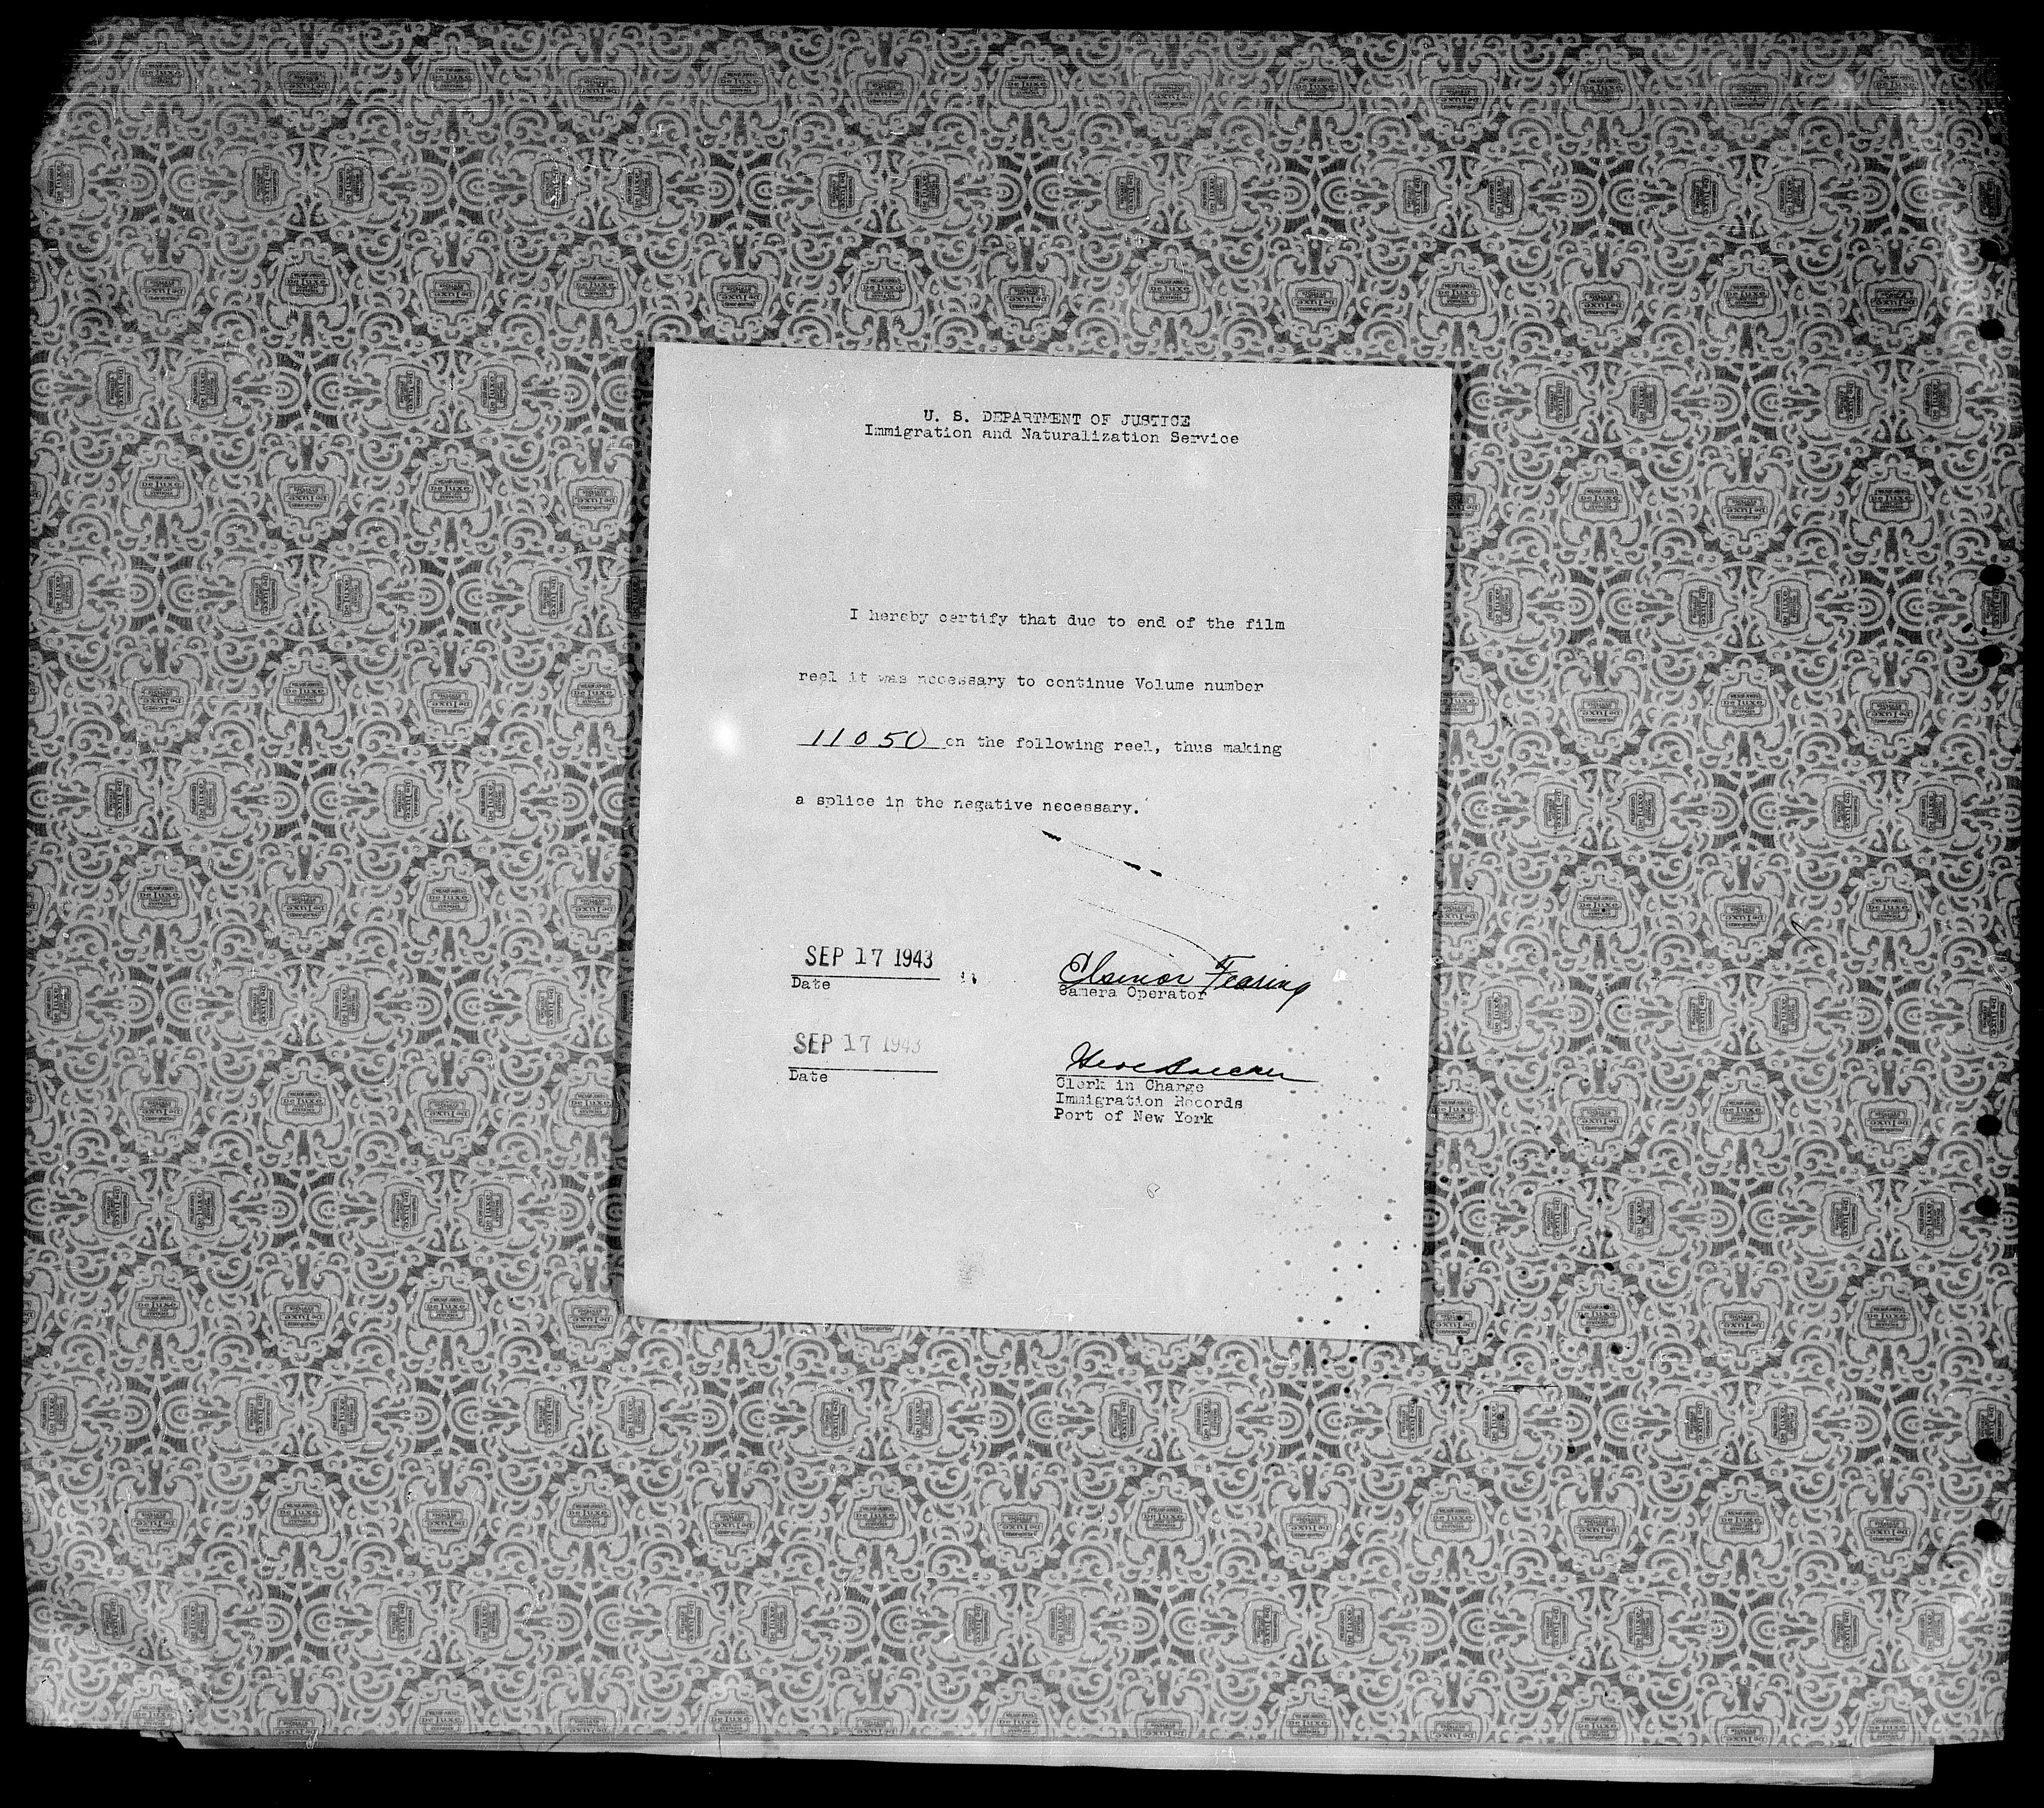 U. S. DEPARTMENT OF JUSTICE
Immigration and Naturalization Service
I hereby certify that due to end of the film
reel it was necessary to continue Volume number
11050 on the following reel, thus making
a splice in the negative necessary.
SEP 17 1943
Date
Eleanor Fearing
Camera Operator
SEP 17 1943
Date
Clerk in Charge
Immigration Records
Port of New York